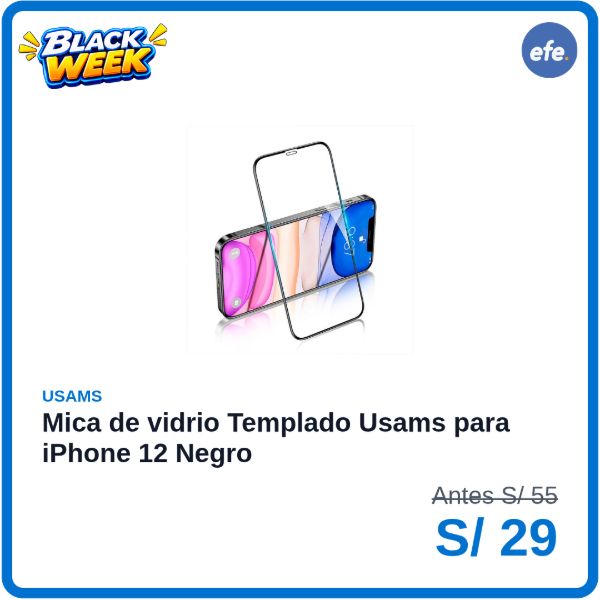 BLACK
WEEK
efe.
USAMS
Mica de vidrio Templado Usams para
iPhone 12 Negro
Antes S/ 55
S/ 29